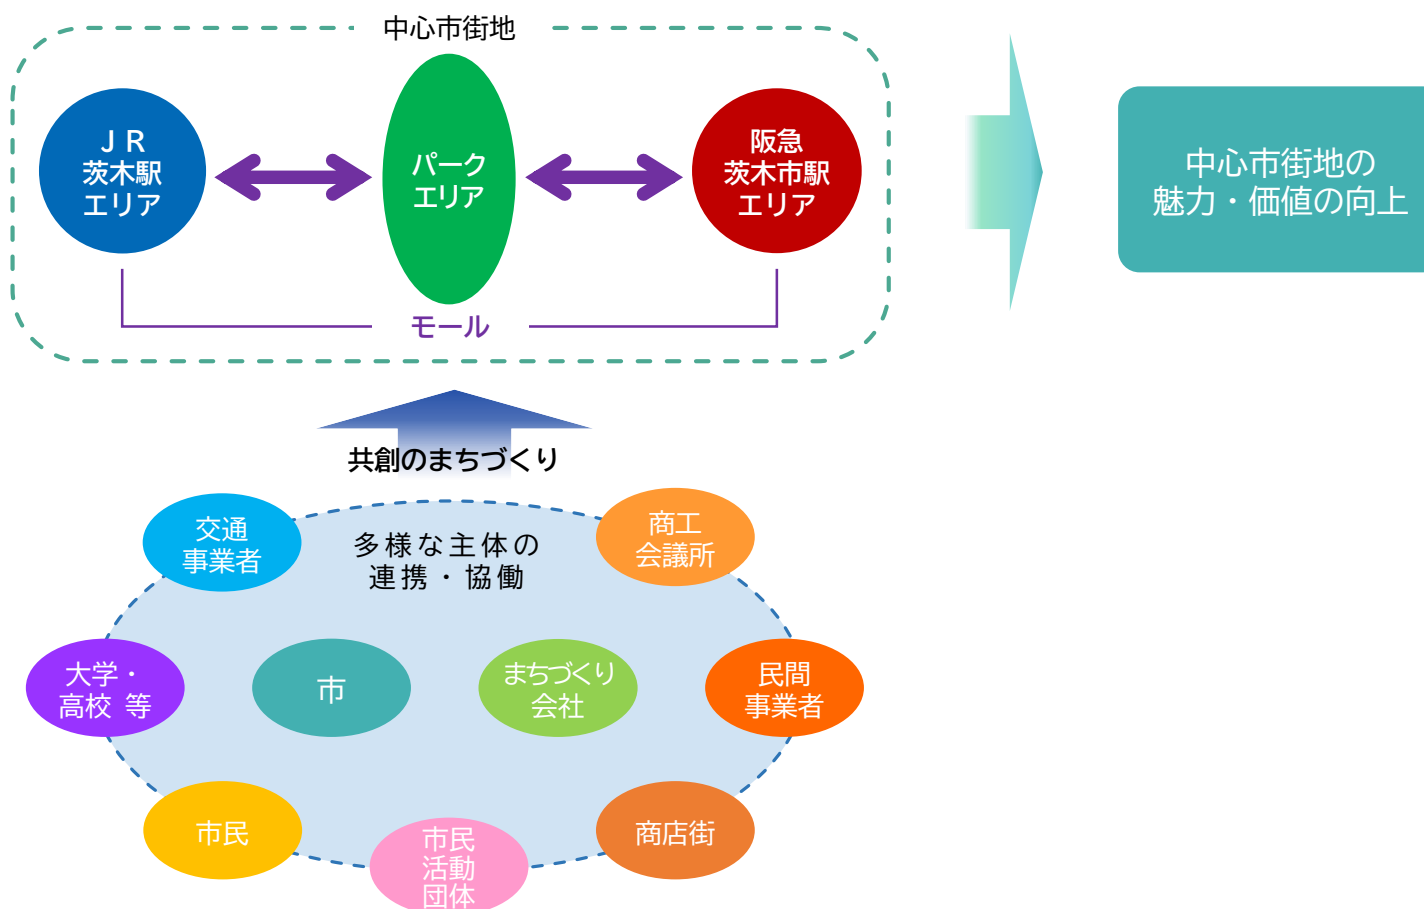 中心市街地
ＪＲ
茨木駅
エリア
パーク
エリア
阪急
茨木市駅
エリア
モール
中心市街地の
魅力・価値の向上
共創のまちづくり
多様な主体の
連携・協働
交通
事業者
商工
会議所
大学・
高校 等
市
まちづくり
会社
民間
事業者
市民
市民
活動
団体
商店街